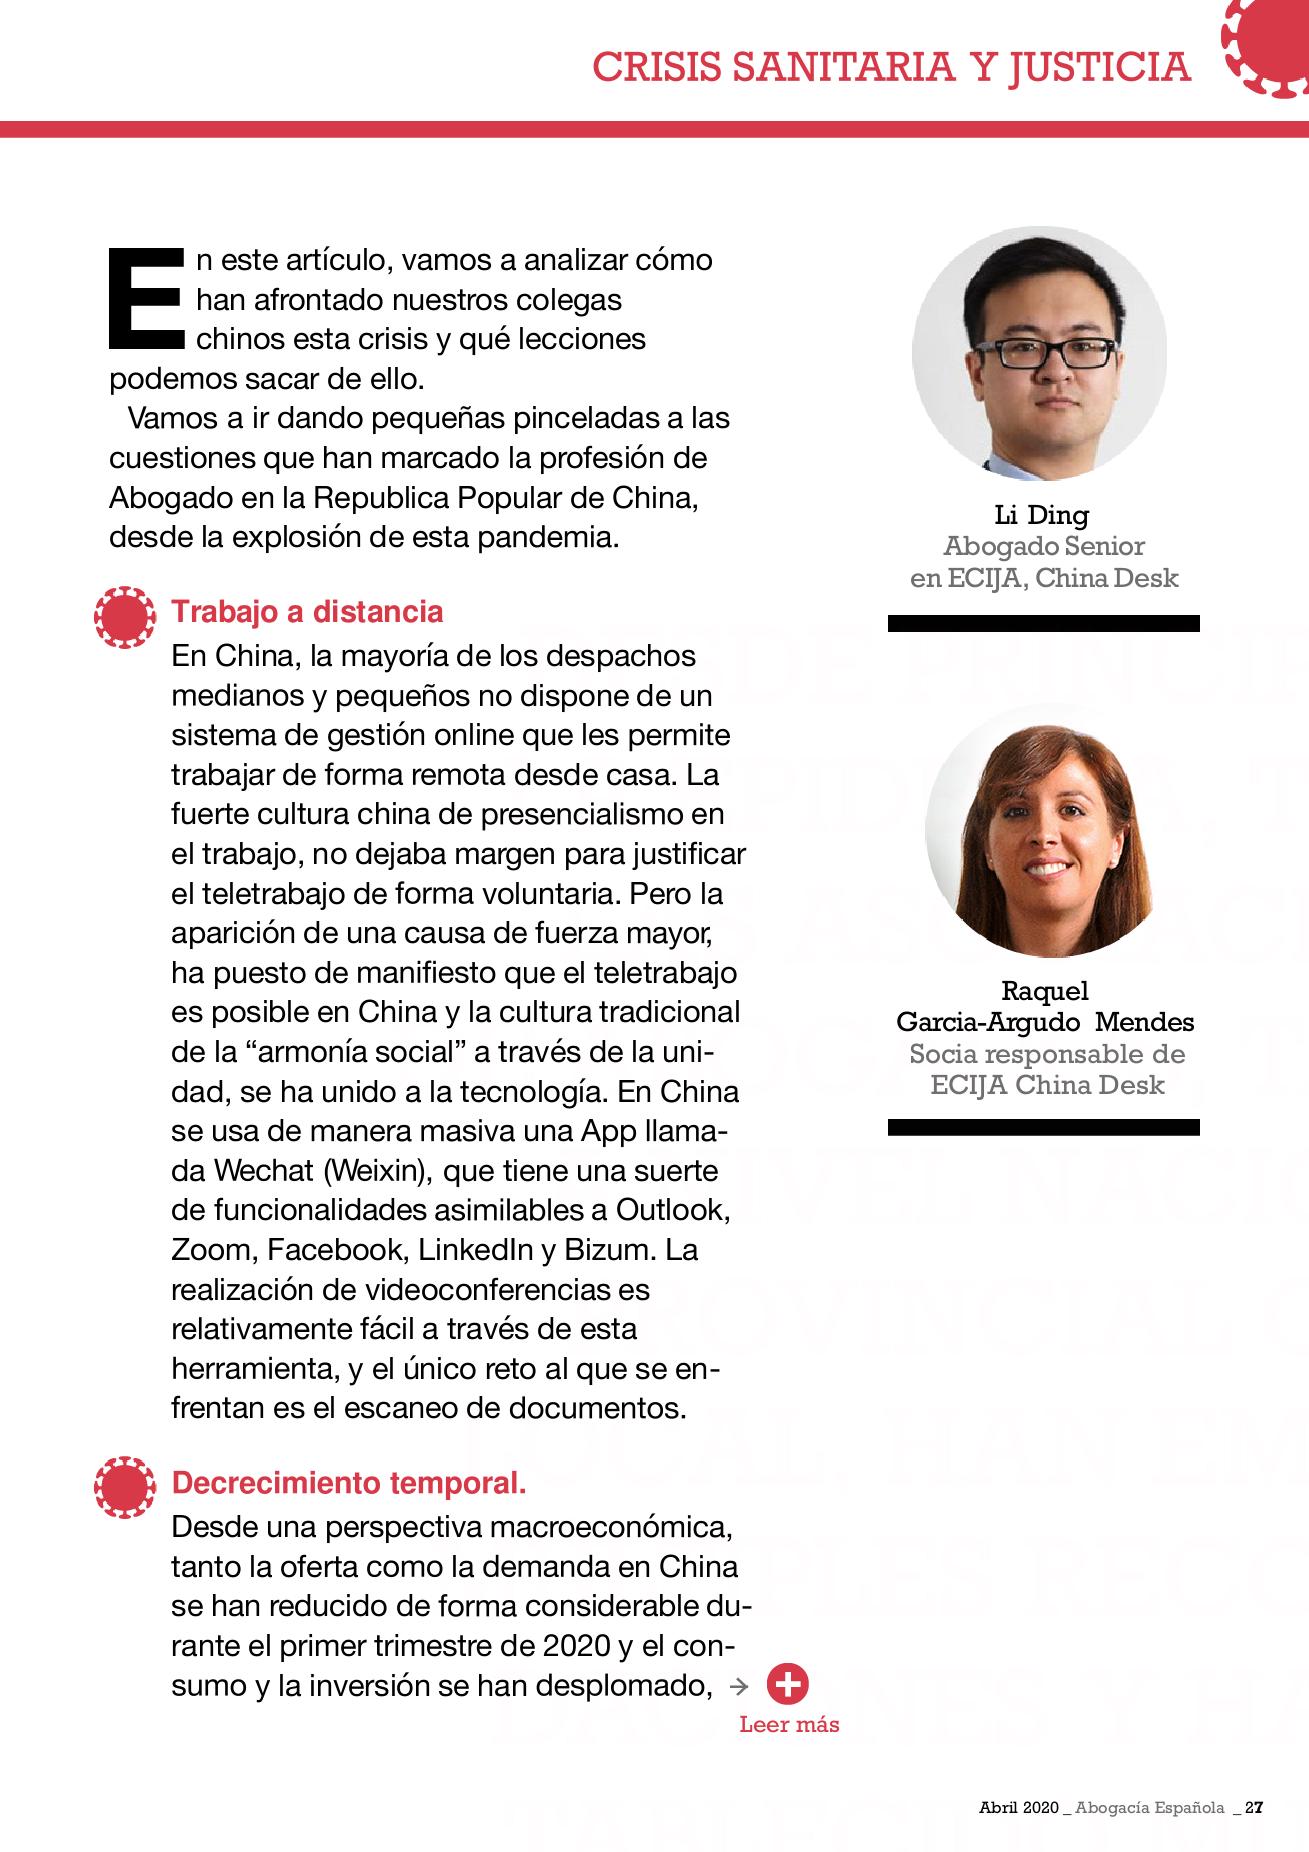 CRISIS SANITARIA Y JUSTICIA
En este artículo, vamos a analizar cómo
han afrontado nuestros colegas
chinos esta crisis y qué lecciones
podemos sacar de ello.
Vamos a ir dando pequeñas pinceladas a las
cuestiones que han marcado la profesión de
Abogado en la Republica Popular de China,
desde la explosión de esta pandemia.
Trabajo a distancia
En China, la mayoría de los despachos
medianos y pequeños no dispone de un
sistema de gestión online que les permite
trabajar de forma remota desde casa. La
fuerte cultura china de presencialismo en
el trabajo, no dejaba margen para justificar
el teletrabajo de forma voluntaria. Pero la
aparición de una causa de fuerza mayor,
ha puesto de manifiesto que el teletrabajo
es posible en China y la cultura tradicional
de la “armonía social” a través de la uni-
dad, se ha unido a la tecnología. En China
se usa de manera masiva una App llama-
da Wechat (Weixin), que tiene una suerte
de funcionalidades asimilables a Outlook,
Zoom, Facebook, LinkedIn y Bizum. La
realización de videoconferencias es
relativamente fácil a través de esta
herramienta, y el único reto al que se en-
frentan es el escaneo de documentos.
Decrecimiento temporal.
Desde una perspectiva macroeconómica,
tanto la oferta como la demanda en China
se han reducido de forma considerable du-
rante el primer trimestre de 2020 y el con-
sumo y la inversión se han desplomado, →
Leer más
Li Ding
Abogado Senior
en ECIJA, China Desk
Raquel
Garcia-Argudo Mendes
Socia responsable de
ECIJA China Desk
Abril 2020 _ Abogacía Española _ 27